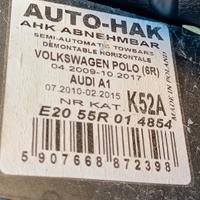 AUTO-HAK
AHK ABNEHMBAR
SEMI-AUTOMATIC TOWBARS
DÉMONTABLE HORIZONTALE
VOLKSWAGEN POLO (6R)
04.2009-10.2017
AUDI A1
07.2010-02.2015
NR KAT. K52A
E20 55R 01 4854
5 907668 872398
MADE IN POLAND